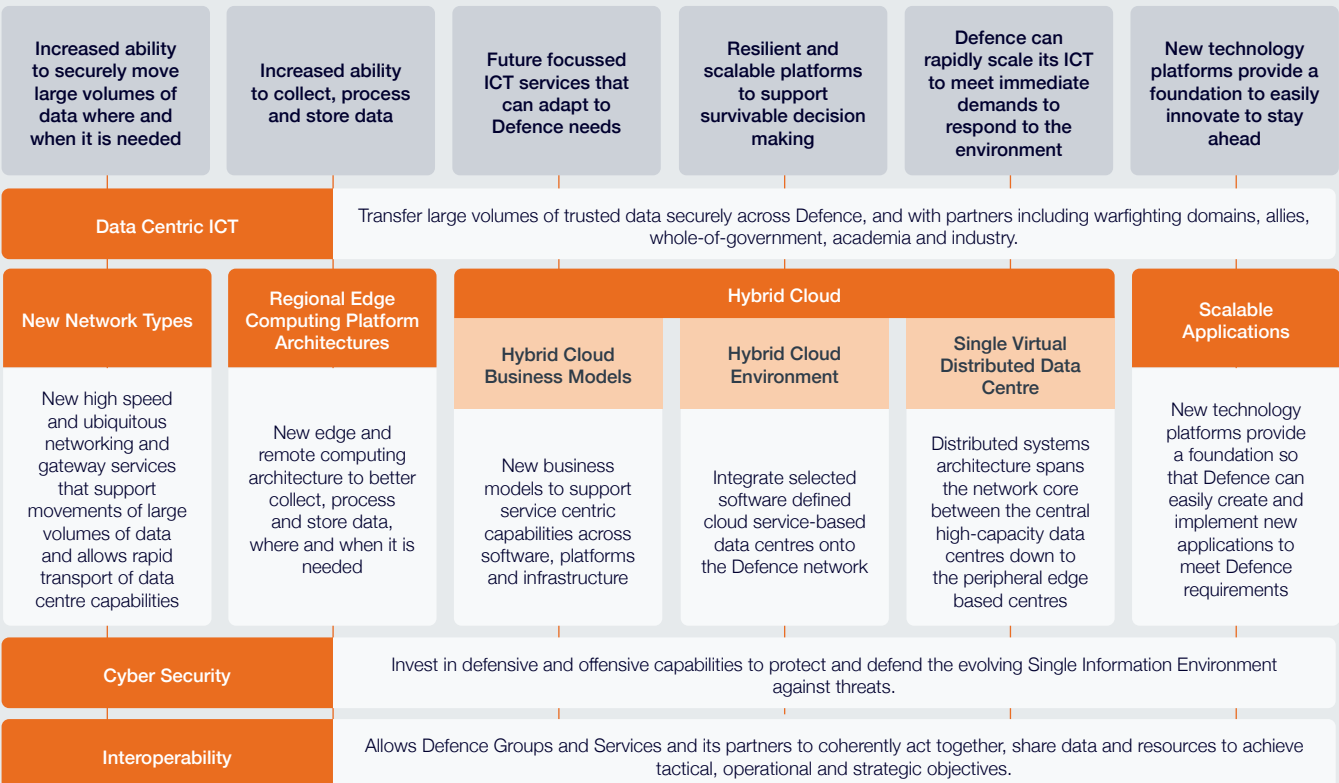 Increased ability
to securely move
large volumes of
data where and
when it is needed
Increased ability
to collect, process
and store data
Future focussed
ICT services that
can adapt to
Defence needs
Resilient and
scalable platforms
to support
survivable decision
making
Defence can
rapidly scale its ICT
to meet immediate
demands to
respond to the
environment
New technology
platforms provide a
foundation to easily
innovate to stay
ahead
Data Centric ICT
Transfer large volumes of trusted data securely across Defence, and with partners including warfighting domains, allies,
whole-of-government, academia and industry.
New Network Types
New high speed
and ubiquitous
networking and
gateway services
that support
movements of large
volumes of data
and allows rapid
transport of data
centre capabilities
Regional Edge
Computing Platform
Architectures
New edge and
remote computing
architecture to better
collect, process
and store data,
where and when it is
needed
Hybrid Cloud
Hybrid Cloud
Business Models
New business
models to support
service centric
capabilities across
software, platforms
and infrastructure
Hybrid Cloud
Environment
Integrate selected
software defined
cloud service-based
data centres onto
the Defence network
Single Virtual
Distributed Data
Centre
Distributed systems
architecture spans
the network core
between the central
high-capacity data
centres down to
the peripheral edge
based centres
Scalable
Applications
New technology
platforms provide
a foundation so
that Defence can
easily create and
implement new
applications to
meet Defence
requirements
Cyber Security
Invest in defensive and offensive capabilities to protect and defend the evolving Single Information Environment
against threats.
Interoperability
Allows Defence Groups and Services and its partners to coherently act together, share data and resources to achieve
tactical, operational and strategic objectives.